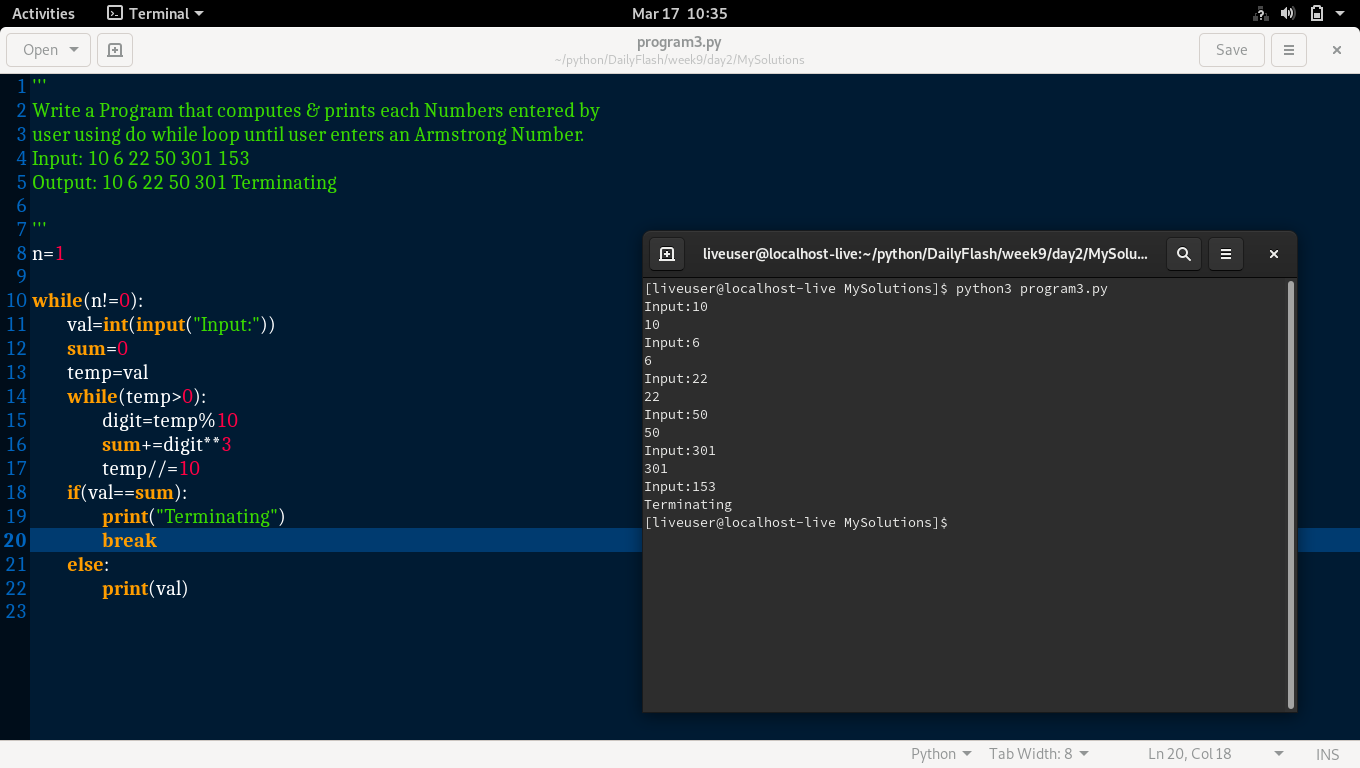 Activities Terminal Mar 17 10:35
Open program3.py Save
~/python/DailyFlash/week9/day2/MySolutions
1 '''
2 Write a Program that computes & prints each Numbers entered by
3 user using do while loop until user enters an Armstrong Number.
4 Input: 10 6 22 50 301 153
5 Output: 10 6 22 50 301 Terminating
6
7 '''
8 n=1
9
10 while(n!=0):
11 val=int(input("Input:"))
12 sum=0
13 temp=val
14 while(temp>0):
15 digit=temp%10
16 sum+=digit**3
17 temp//=10
18 if(val==sum):
19 print("Terminating")
20 break
21 else:
22 print(val)
23
liveuser@localhost-live:~/python/DailyFlash/week9/day2/MySolu...
[liveuser@localhost-live MySolutions]$ python3 program3.py
Input:10
10
Input:6
6
Input:22
22
Input:50
50
Input:301
301
Input:153
Terminating
[liveuser@localhost-live MySolutions]$
Python Tab Width: 8 Ln 20, Col 18 INS